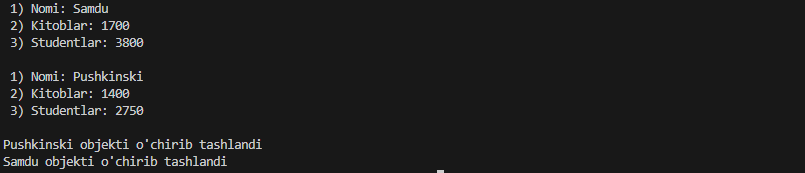 1) Nomi: Samdu
2) Kitoblar: 1700
3) Studentlar: 3800
1) Nomi: Pushkinski
2) Kitoblar: 1400
3) Studentlar: 2750
Pushkinski objekti o'chirib tashlandi
Samdu objekti o'chirib tashlandi